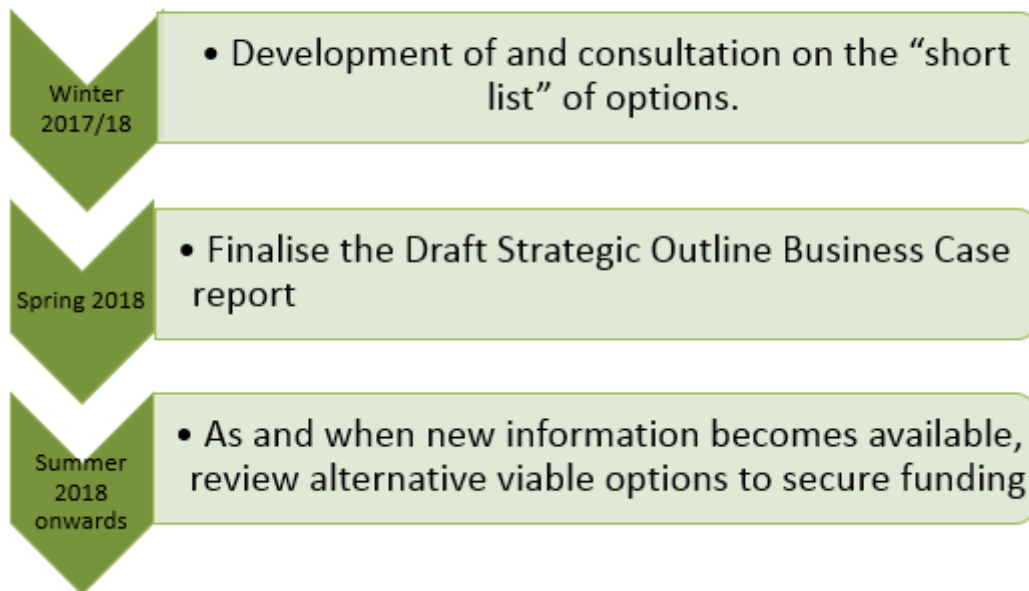 Winter
2017/18
• Development of and consultation on the “short
list” of options.
Spring 2018
• Finalise the Draft Strategic Outline Business Case
report
Summer
2018
onwards
• As and when new information becomes available,
review alternative viable options to secure funding